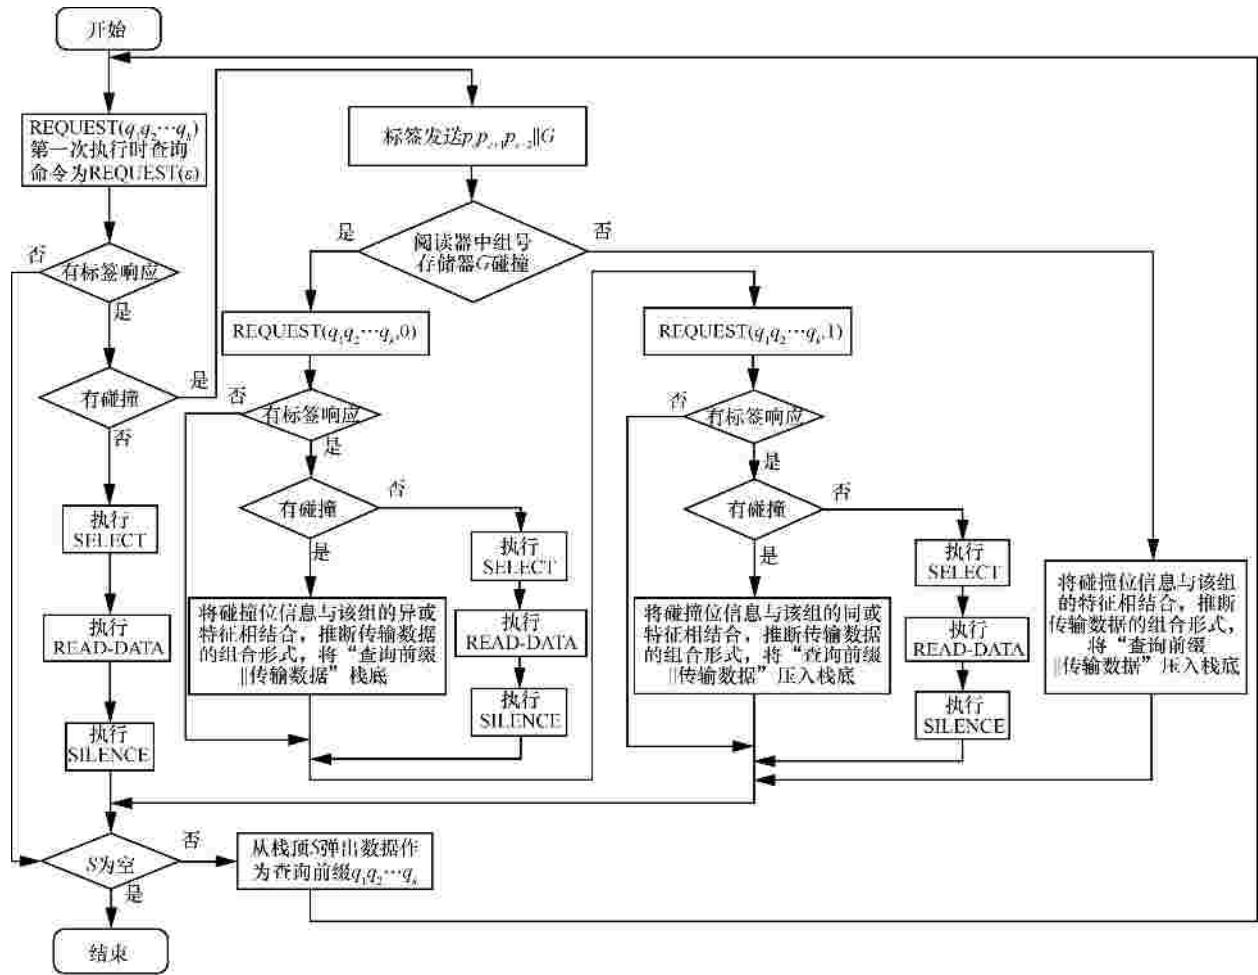 开始
REQUEST(q₁q₂⋯qₖ)
第一次执行时查询
命令为REQUEST(ε)
否
有标签响应
是
有碰撞
是
否
执行
SELECT
执行
READ-DATA
执行
SILENCE
S为空
否
是
从栈顶S弹出数据作
为查询前缀q₁q₂⋯qₖ
结束
标签发送
‖G
是
阅读器中组号
存储器G碰撞
否
REQUEST(q₁q₂⋯qₖ,0)
否
有标签响应
是
有碰撞
否
是
执行
SELECT
执行
READ-DATA
执行
SILENCE
将碰撞位信息与该组的异或
特征相结合，推断传输数据
的组合形式，将“查询前缀
‖传输数据”栈底
REQUEST(q₁q₂⋯qₖ,1)
否
有标签响应
是
有碰撞
否
是
执行
SELECT
执行
READ-DATA
执行
SILENCE
将碰撞位信息与该组的同或
特征相结合，推断传输数据
的组合形式，将“查询前缀
‖传输数据”压入栈底
将碰撞位信息与该组
的特征相结合，推断
传输数据的组合形式，
将“查询前缀
‖传输数据”压入栈底